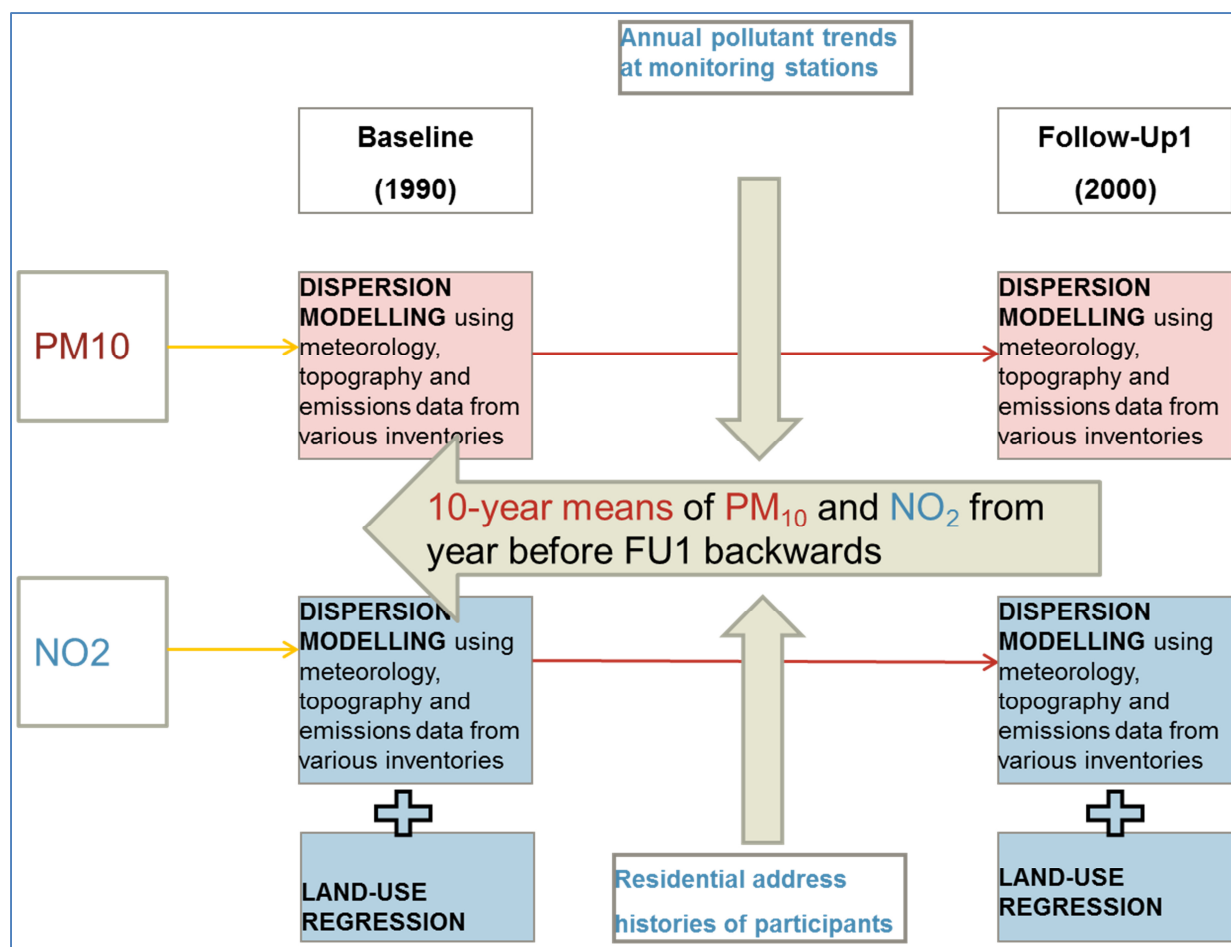 Annual pollutant trends
at monitoring stations
Baseline
(1990)
Follow-Up1
(2000)
PM10
DISPERSION
MODELLING using
meteorology,
topography and
emissions data from
various inventories
DISPERSION
MODELLING using
meteorology,
topography and
emissions data from
various inventories
10-year means of PM₁₀ and NO₂ from
year before FU1 backwards
NO2
DISPERSION
MODELLING using
meteorology,
topography and
emissions data from
various inventories
DISPERSION
MODELLING using
meteorology,
topography and
emissions data from
various inventories
LAND-USE
REGRESSION
Residential address
histories of participants
LAND-USE
REGRESSION